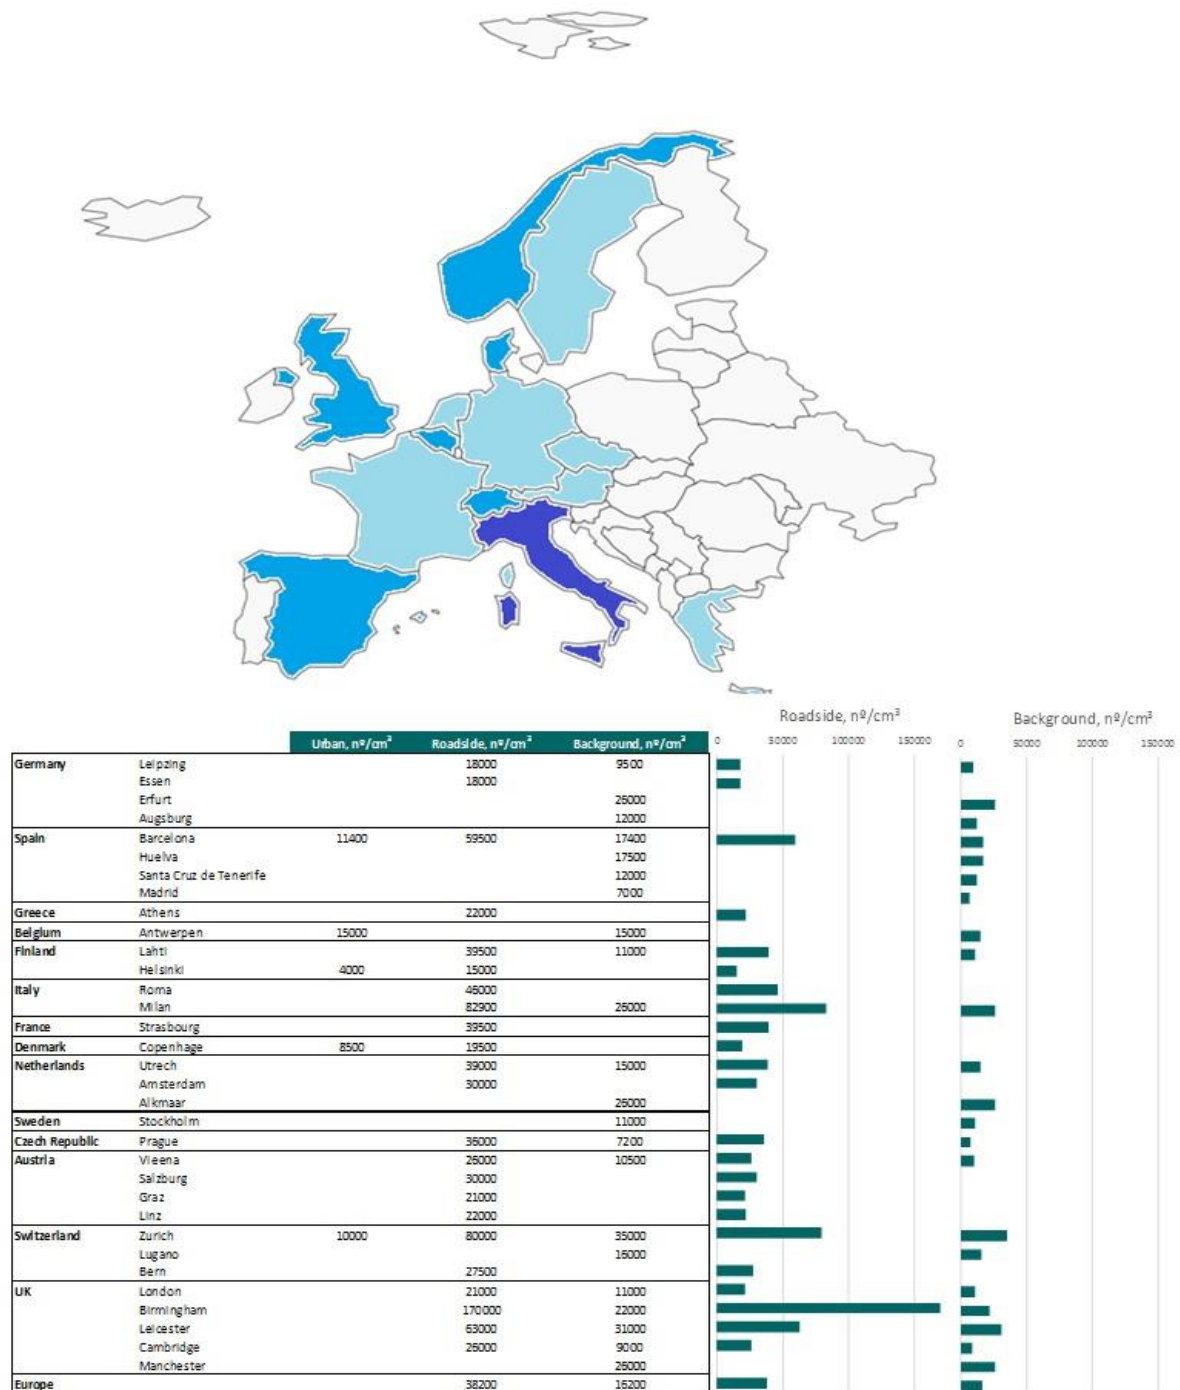 Roadside, nº/cm³ Background, nº/cm³
Urban, nº/cm³ Roadside, nº/cm³ Background, nº/cm³ 0 50000 100000 150000 0 50000 100000 150000
Germany Leipzing 18000 9500
Essen 18000
Erfurt 26000
Augsburg 12000
Spain Barcelona 11400 59500 17400
Huelva 17500
Santa Cruz de Tenerife 12000
Madrid 7000
Greece Athens 22000
Belgium Antwerpen 15000 15000
Finland Lahti 39500 11000
Helsinki 4000 15000
Italy Roma 46000
Milan 82900 26000
France Strasbourg 39500
Denmark Copenhage 8500 19500
Netherlands Utrech 39000 15000
Amsterdam 30000
Alkmaar 26000
Sweden Stockholm 11000
Czech Republic Prague 36000 7200
Austria Vieena 26000 10500
Salzburg 30000
Graz 21000
Linz 22000
Switzerland Zurich 10000 80000 35000
Lugano 16000
Bern 27500
UK London 21000 11000
Birmingham 170000 22000
Leicester 63000 31000
Cambridge 26000 9000
Manchester 26000
Europe 38200 16200